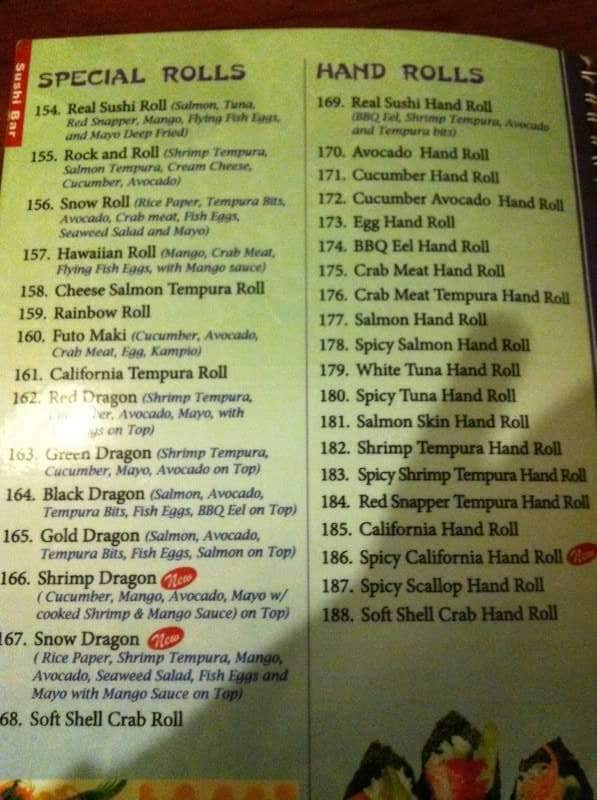 Sushi Bar
SPECIAL ROLLS
154. Real Sushi Roll (Salmon, Tuna,
Red Snapper, Mango, Flying Fish Eggs,
and Mayo Deep Fried)
155. Rock and Roll (Shrimp Tempura,
Salmon Tempura, Cream Cheese,
Cucumber, Avocado)
156. Snow Roll (Rice Paper, Tempura Bits,
Avocado, Crab meat, Fish Eggs,
Seaweed Salad and Mayo)
157. Hawaiian Roll (Mango, Crab Meat,
Flying Fish Eggs, with Mango sauce)
158. Cheese Salmon Tempura Roll
159. Rainbow Roll
160. Futo Maki (Cucumber, Avocado,
Crab Meat, Egg, Kampio)
161. California Tempura Roll
162. Red Dragon (Shrimp Tempura,
Avocado, Mayo, with
on Top)
163. Green Dragon (Shrimp Tempura,
Cucumber, Mayo, Avocado on Top)
164. Black Dragon (Salmon, Avocado,
Tempura Bits, Fish Eggs, BBQ Eel on Top)
165. Gold Dragon (Salmon, Avocado,
Tempura Bits, Fish Eggs, Salmon on Top)
166. Shrimp Dragon New
( Cucumber, Mango, Avocado, Mayo w/
cooked Shrimp & Mango Sauce) on Top)
167. Snow Dragon New
( Rice Paper, Shrimp Tempura, Mango,
Avocado, Seaweed Salad, Fish Eggs and
Mayo with Mango Sauce on Top)
68. Soft Shell Crab Roll
HAND ROLLS
169. Real Sushi Hand Roll
(BBQ Eel, Shrimp Tempura, Avocado
and Tempura bits)
170. Avocado Hand Roll
171. Cucumber Hand Roll
172. Cucumber Avocado Hand Roll
173. Egg Hand Roll
174. BBQ Eel Hand Roll
175. Crab Meat Hand Roll
176. Crab Meat Tempura Hand Roll
177. Salmon Hand Roll
178. Spicy Salmon Hand Roll
179. White Tuna Hand Roll
180. Spicy Tuna Hand Roll
181. Salmon Skin Hand Roll
182. Shrimp Tempura Hand Roll
183. Spicy Shrimp Tempura Hand Roll
184. Red Snapper Tempura Hand Roll
185. California Hand Roll
186. Spicy California Hand Roll New
187. Spicy Scallop Hand Roll
188. Soft Shell Crab Hand Roll